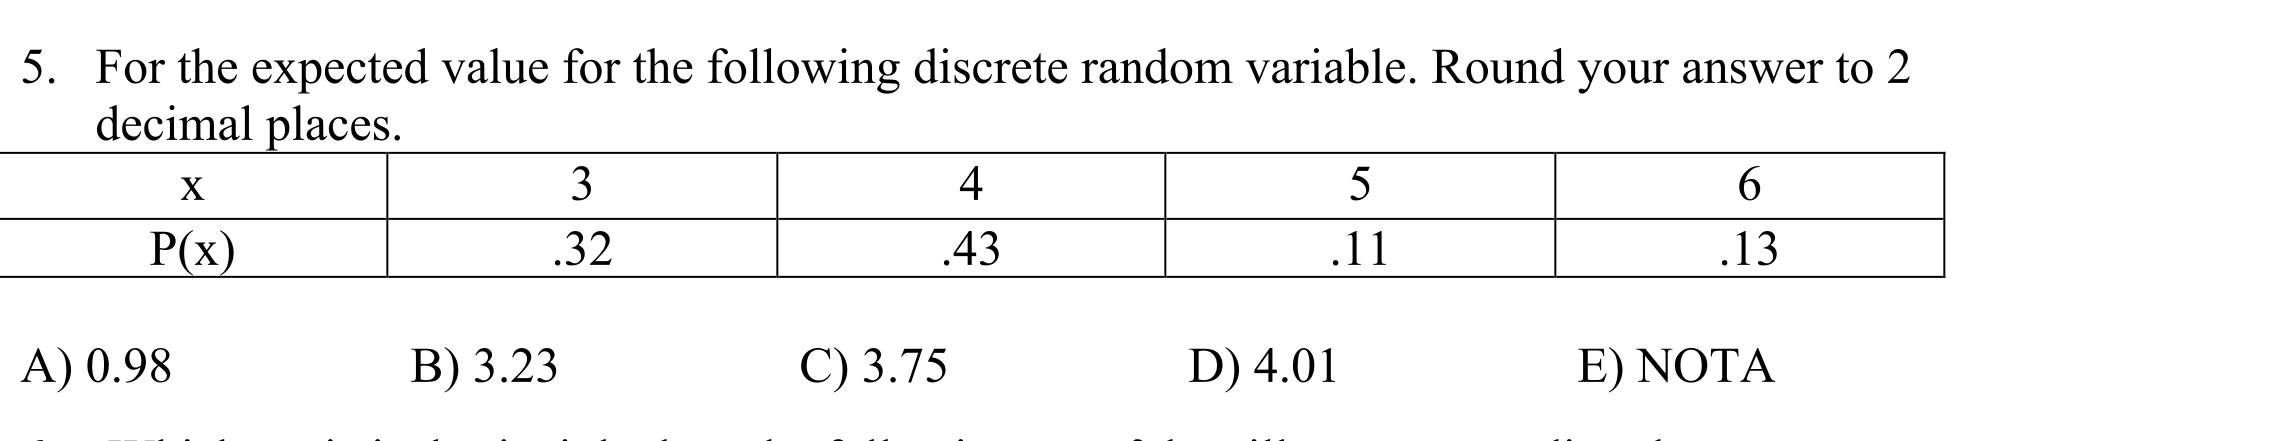 5. For the expected value for the following discrete random variable. Round your answer to 2
decimal places.
x 3 4 5 6
P(x) .32 .43 .11 .13
A) 0.98 B) 3.23 C) 3.75 D) 4.01 E) NOTA